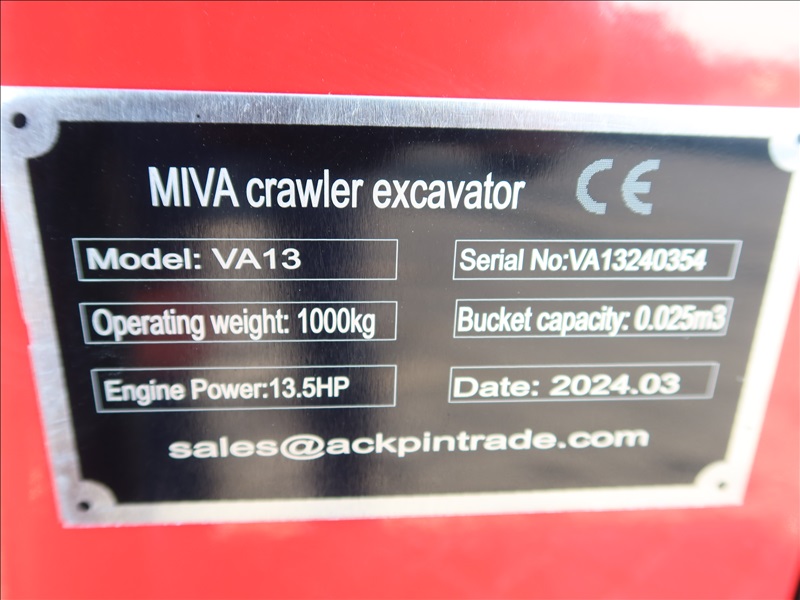 MIVA crawler excavator CE
Model: VA13
Serial No:VA13240354
Operating weight: 1000kg
Bucket capacity: 0.025m3
Engine Power:13.5HP
Date: 2024.03
sales@ackpintrade.com